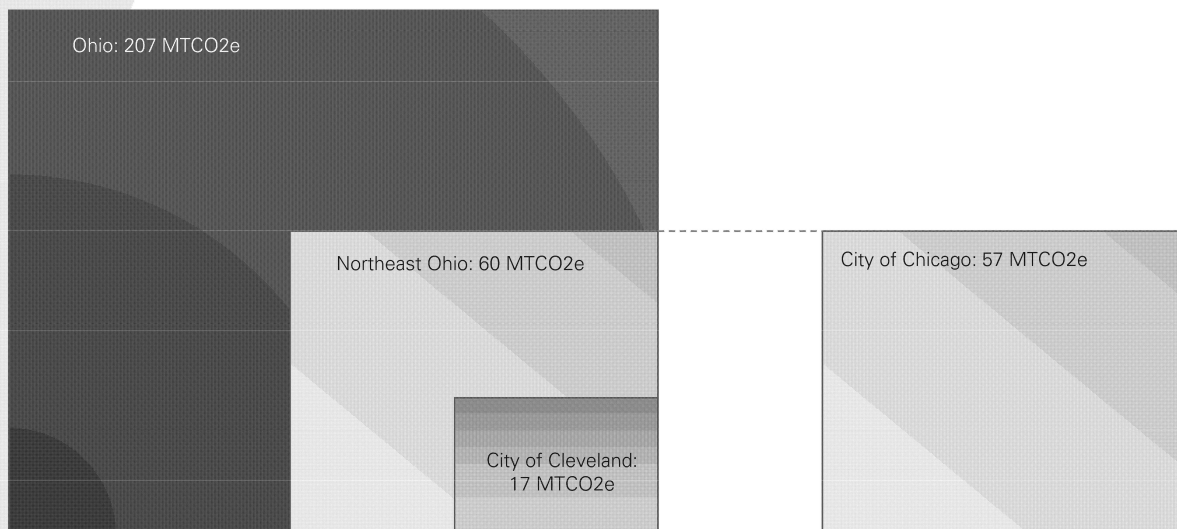 Ohio: 207 MTCO2e
Northeast Ohio: 60 MTCO2e
City of Chicago: 57 MTCO2e
City of Cleveland:
17 MTCO2e